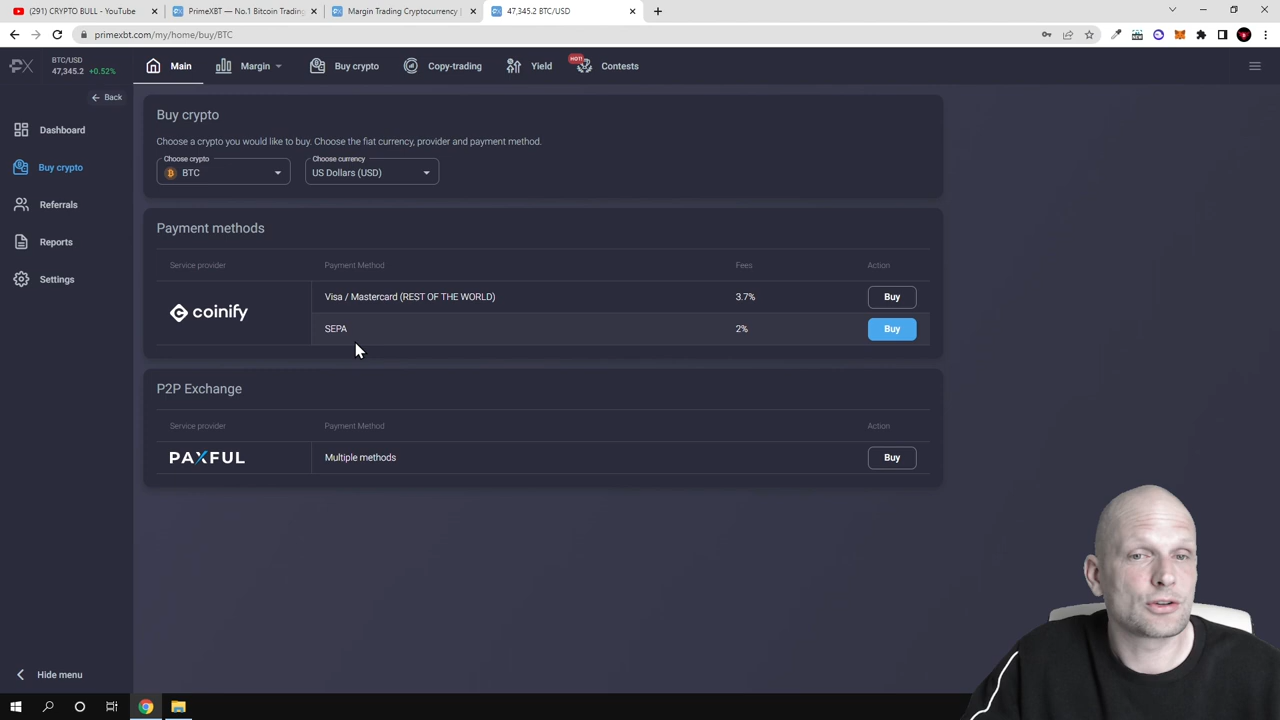 (291) CRYPTO BULL - YouTube
PrimeXBT — No.1 Bitcoin Trading
Margin Trading Cryptocurrency |
47,345.2 BTC/USD
primexbt.com/my/home/buy/BTC
BTC/USD
47,345.2 +0.52%
Main
Margin
Buy crypto
Copy-trading
Yield
HOT!
Contests
Back
Dashboard
Buy crypto
Referrals
Reports
Settings
Hide menu
Buy crypto
Choose a crypto you would like to buy. Choose the fiat currency, provider and payment method.
Choose crypto
BTC
Choose currency
US Dollars (USD)
Payment methods
Service provider Payment Method Fees Action
coinify
Visa / Mastercard (REST OF THE WORLD) 3.7% Buy
SEPA 2% Buy
P2P Exchange
Service provider Payment Method Action
PAXFUL Multiple methods Buy